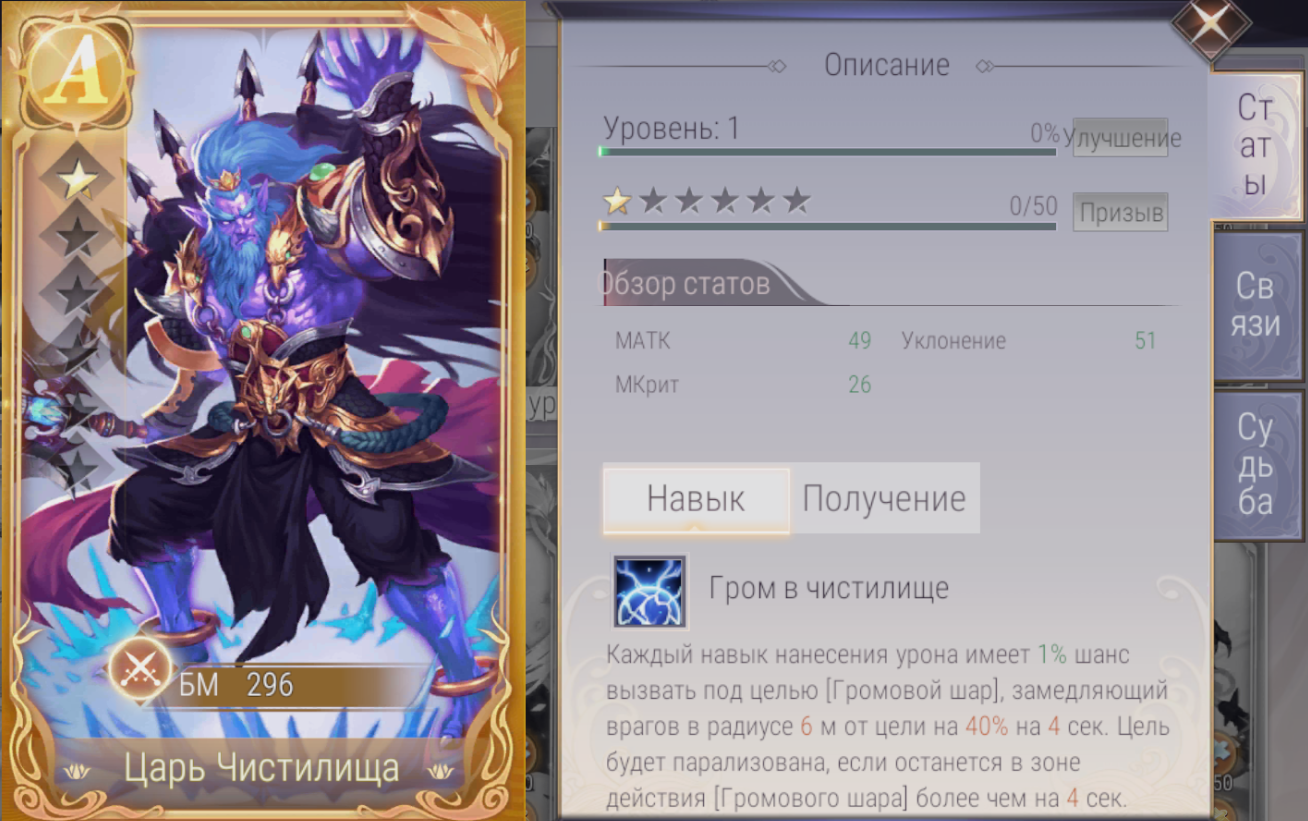 A
БМ 296
Царь Чистилища
Описание
Уровень: 1
0%
Улучшение
0/50
Призыв
Обзор статов
МАТК 49 Уклонение 51
МКрит 26
Навык Получение
Гром в чистилище
Каждый навык нанесения урона имеет 1% шанс
вызвать под целью [Громовой шар], замедляющий
врагов в радиусе 6 м от цели на 40% на 4 сек. Цель
будет парализована, если останется в зоне
действия [Громового шара] более чем на 4 сек.
Ст
ат
ы
Св
язи
Су
дь
ба
ур
50